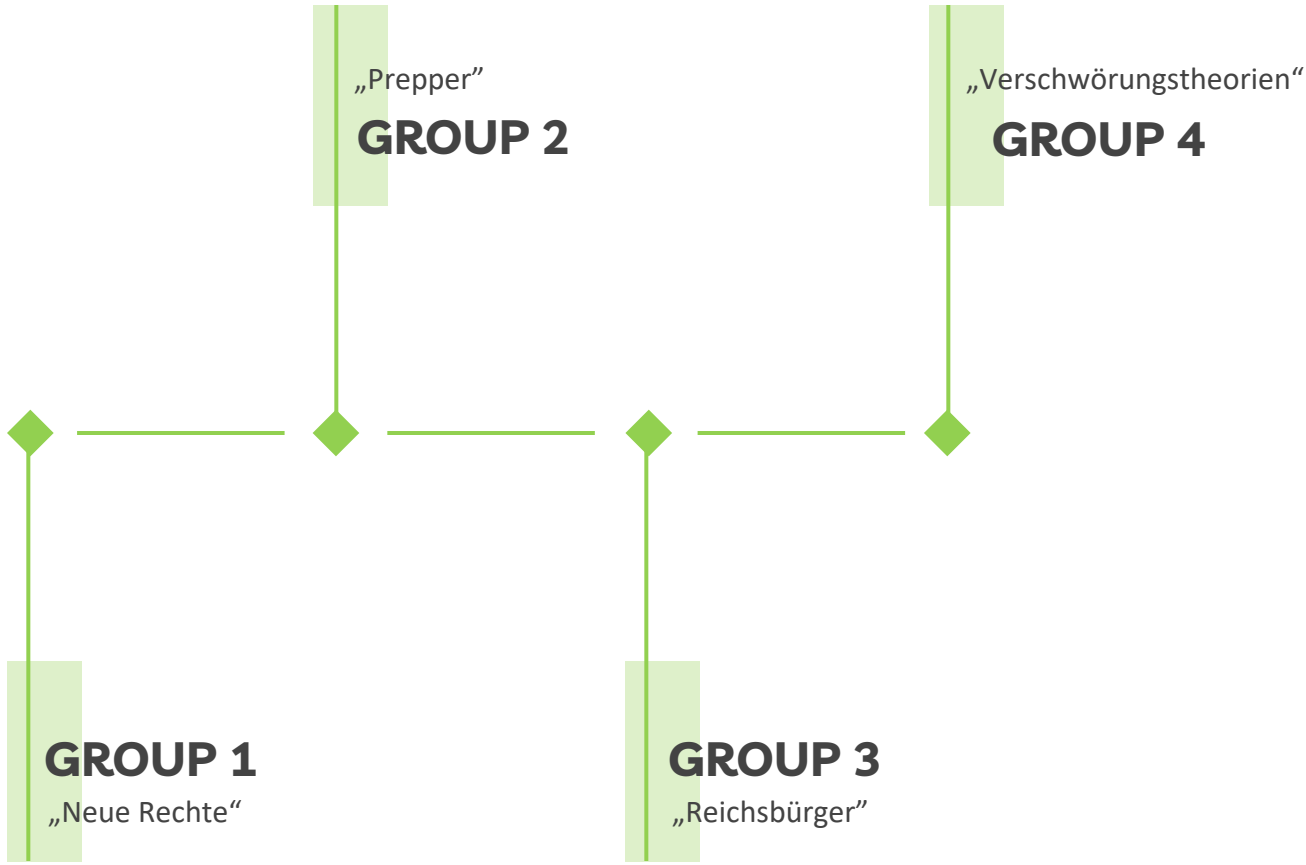 „Prepper”
GROUP 2
„Verschwörungstheorien“
GROUP 4
GROUP 1
„Neue Rechte“
GROUP 3
„Reichsbürger”